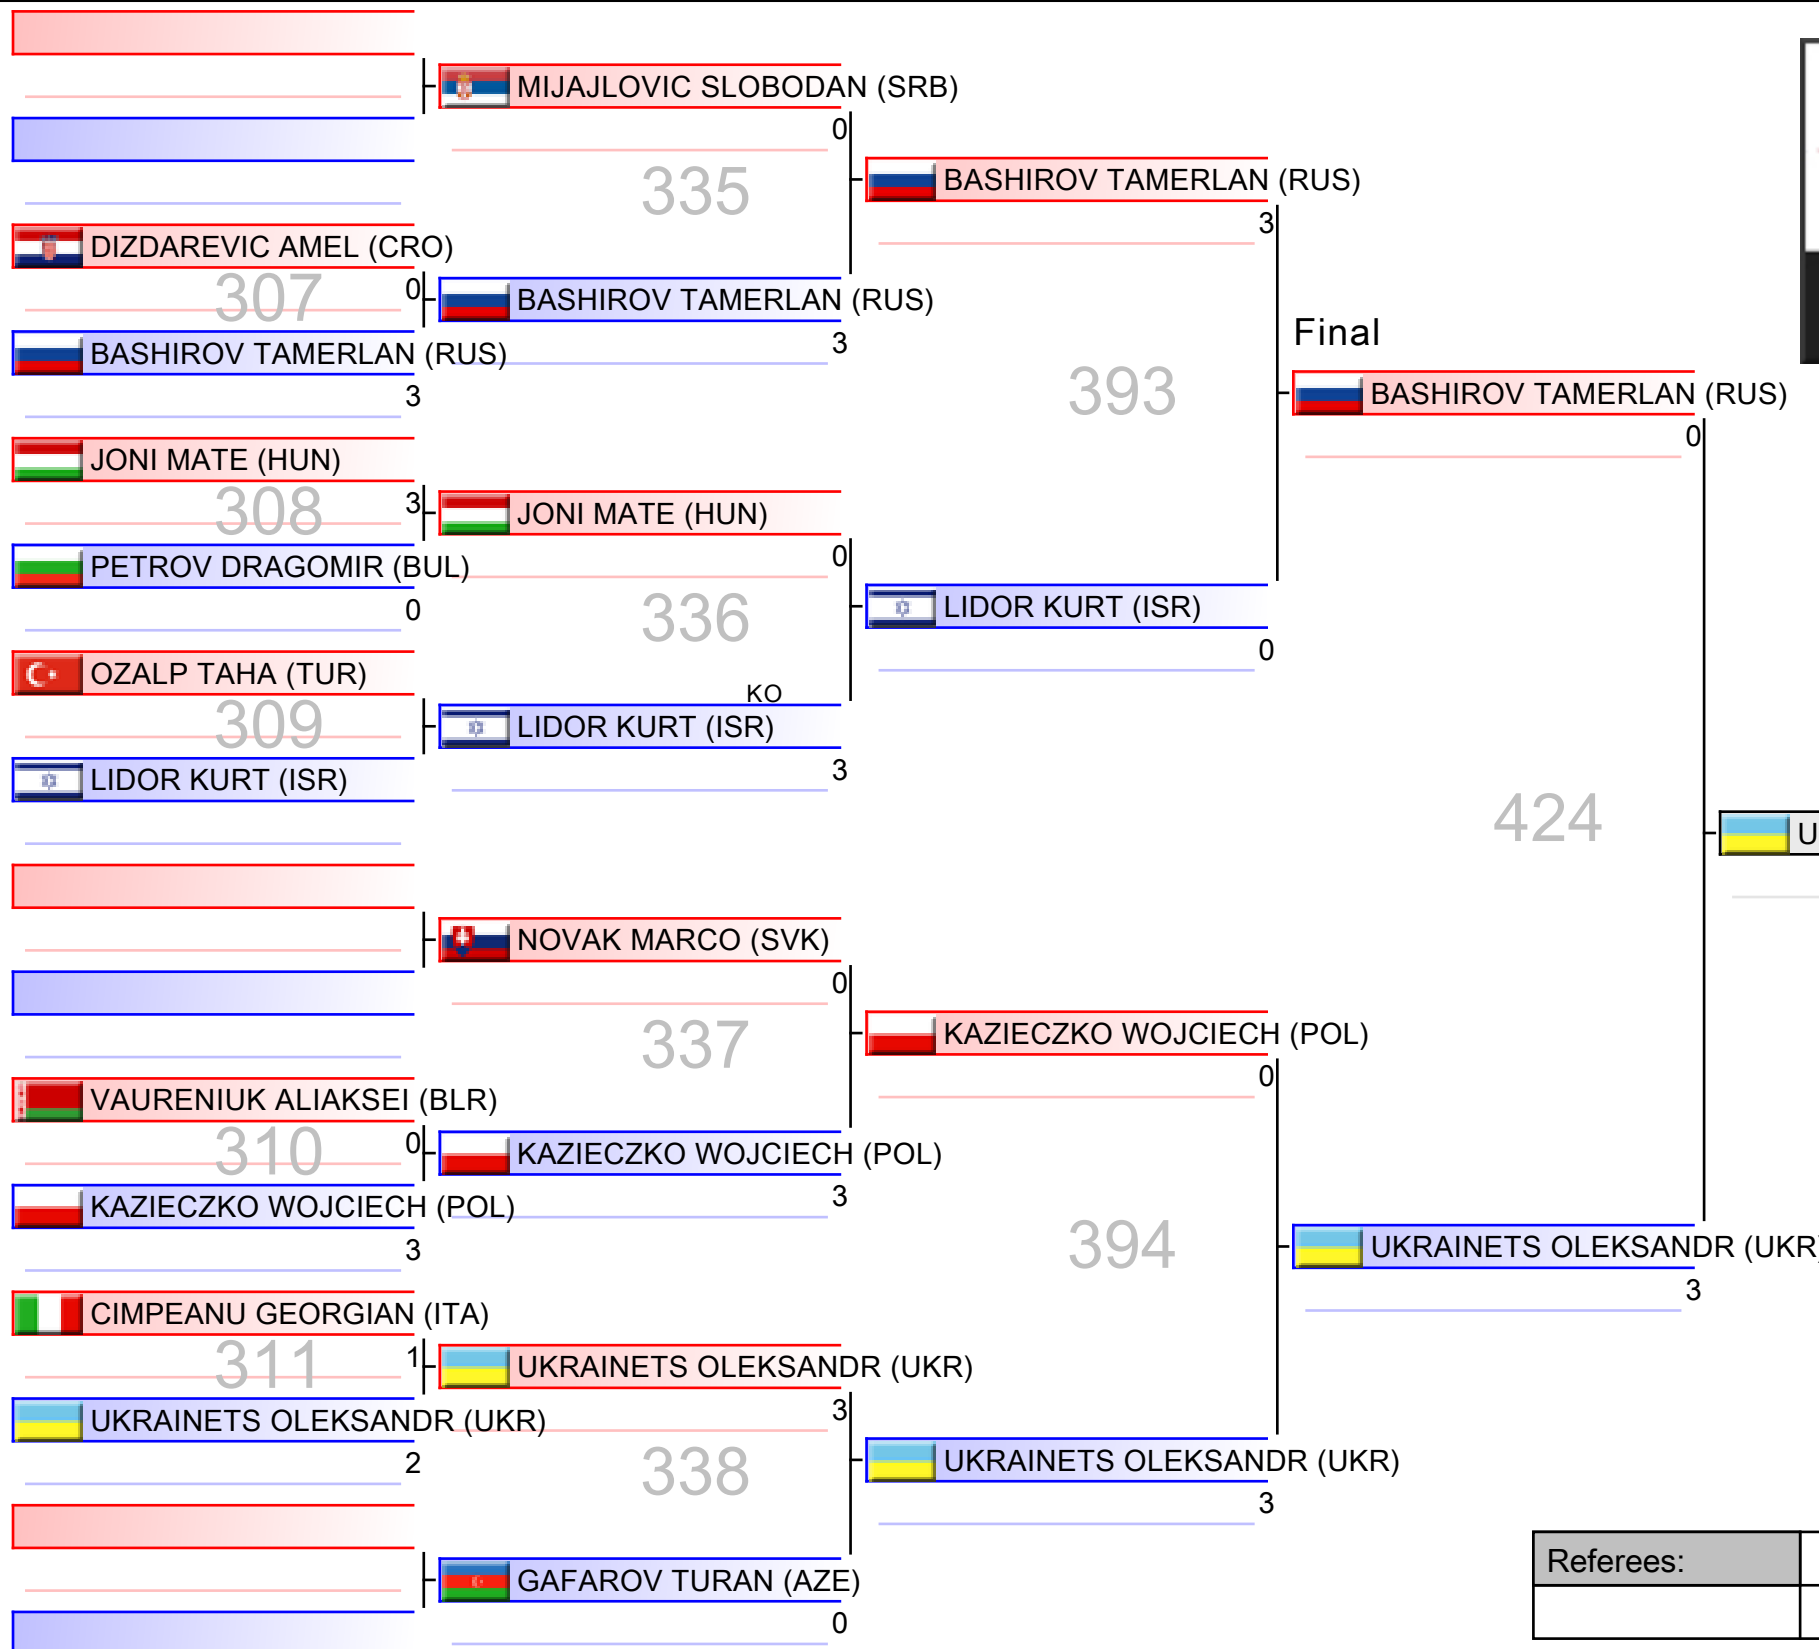 MIJAJLOVIC SLOBODAN (SRB)
0
335
BASHIROV TAMERLAN (RUS)
3
DIZDAREVIC AMEL (CRO)
307
0
BASHIROV TAMERLAN (RUS)
3
BASHIROV TAMERLAN (RUS)
3
Final
393
BASHIROV TAMERLAN (RUS)
0
JONI MATE (HUN)
308
3
JONI MATE (HUN)
0
PETROV DRAGOMIR (BUL)
0
336
LIDOR KURT (ISR)
0
OZALP TAHA (TUR)
309
KO
LIDOR KURT (ISR)
3
LIDOR KURT (ISR)
424
U
NOVAK MARCO (SVK)
0
337
KAZIECZKO WOJCIECH (POL)
0
VAURENIUK ALIAKSEI (BLR)
310
0
KAZIECZKO WOJCIECH (POL)
3
KAZIECZKO WOJCIECH (POL)
3
394
UKRAINETS OLEKSANDR (UKR)
3
CIMPEANU GEORGIAN (ITA)
311
1
UKRAINETS OLEKSANDR (UKR)
3
UKRAINETS OLEKSANDR (UKR)
2
338
UKRAINETS OLEKSANDR (UKR)
3
GAFAROV TURAN (AZE)
0
Referees: